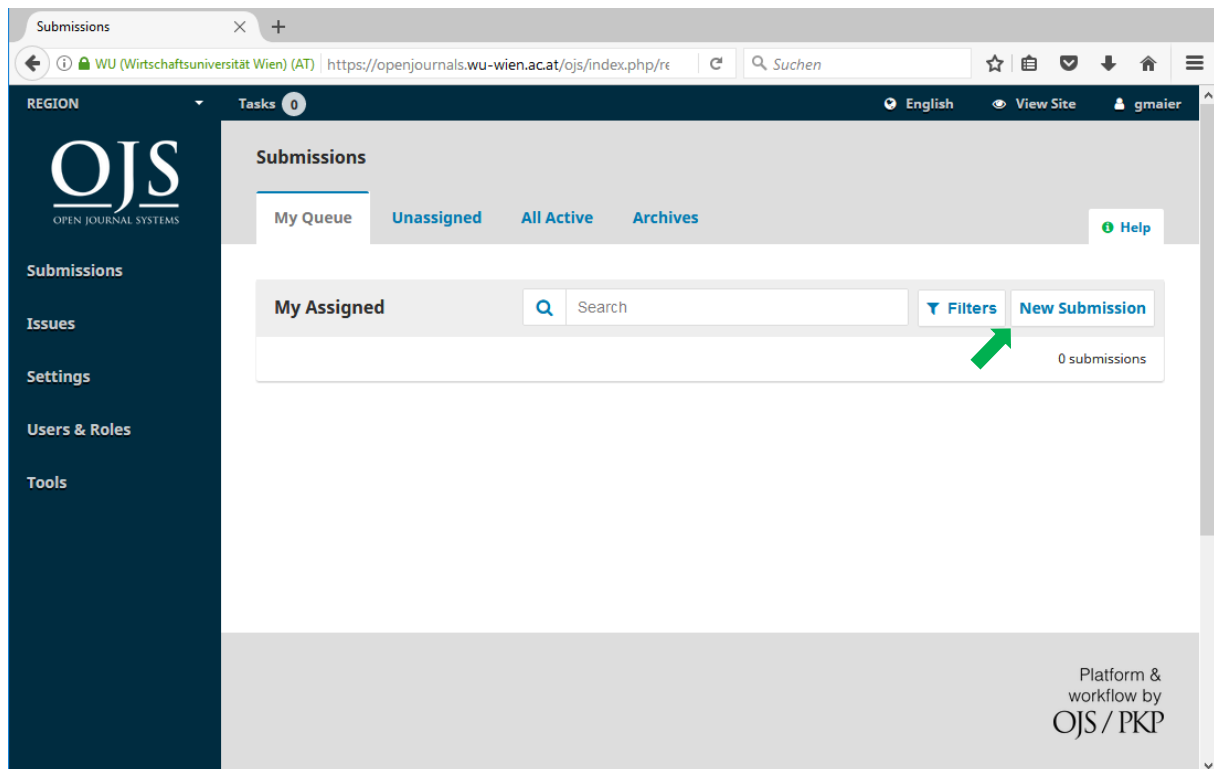 Submissions
WU (Wirtschaftsuniversität Wien) (AT) https://openjournals.wu-wien.ac.at/ojs/index.php/re Suchen
REGION Tasks 0 English View Site gmaier
OJS
OPEN JOURNAL SYSTEMS
Submissions
Issues
Settings
Users & Roles
Tools
Submissions
My Queue Unassigned All Active Archives
Help
My Assigned Search Filters New Submission
0 submissions
Platform &
workflow by
OJS / PKP